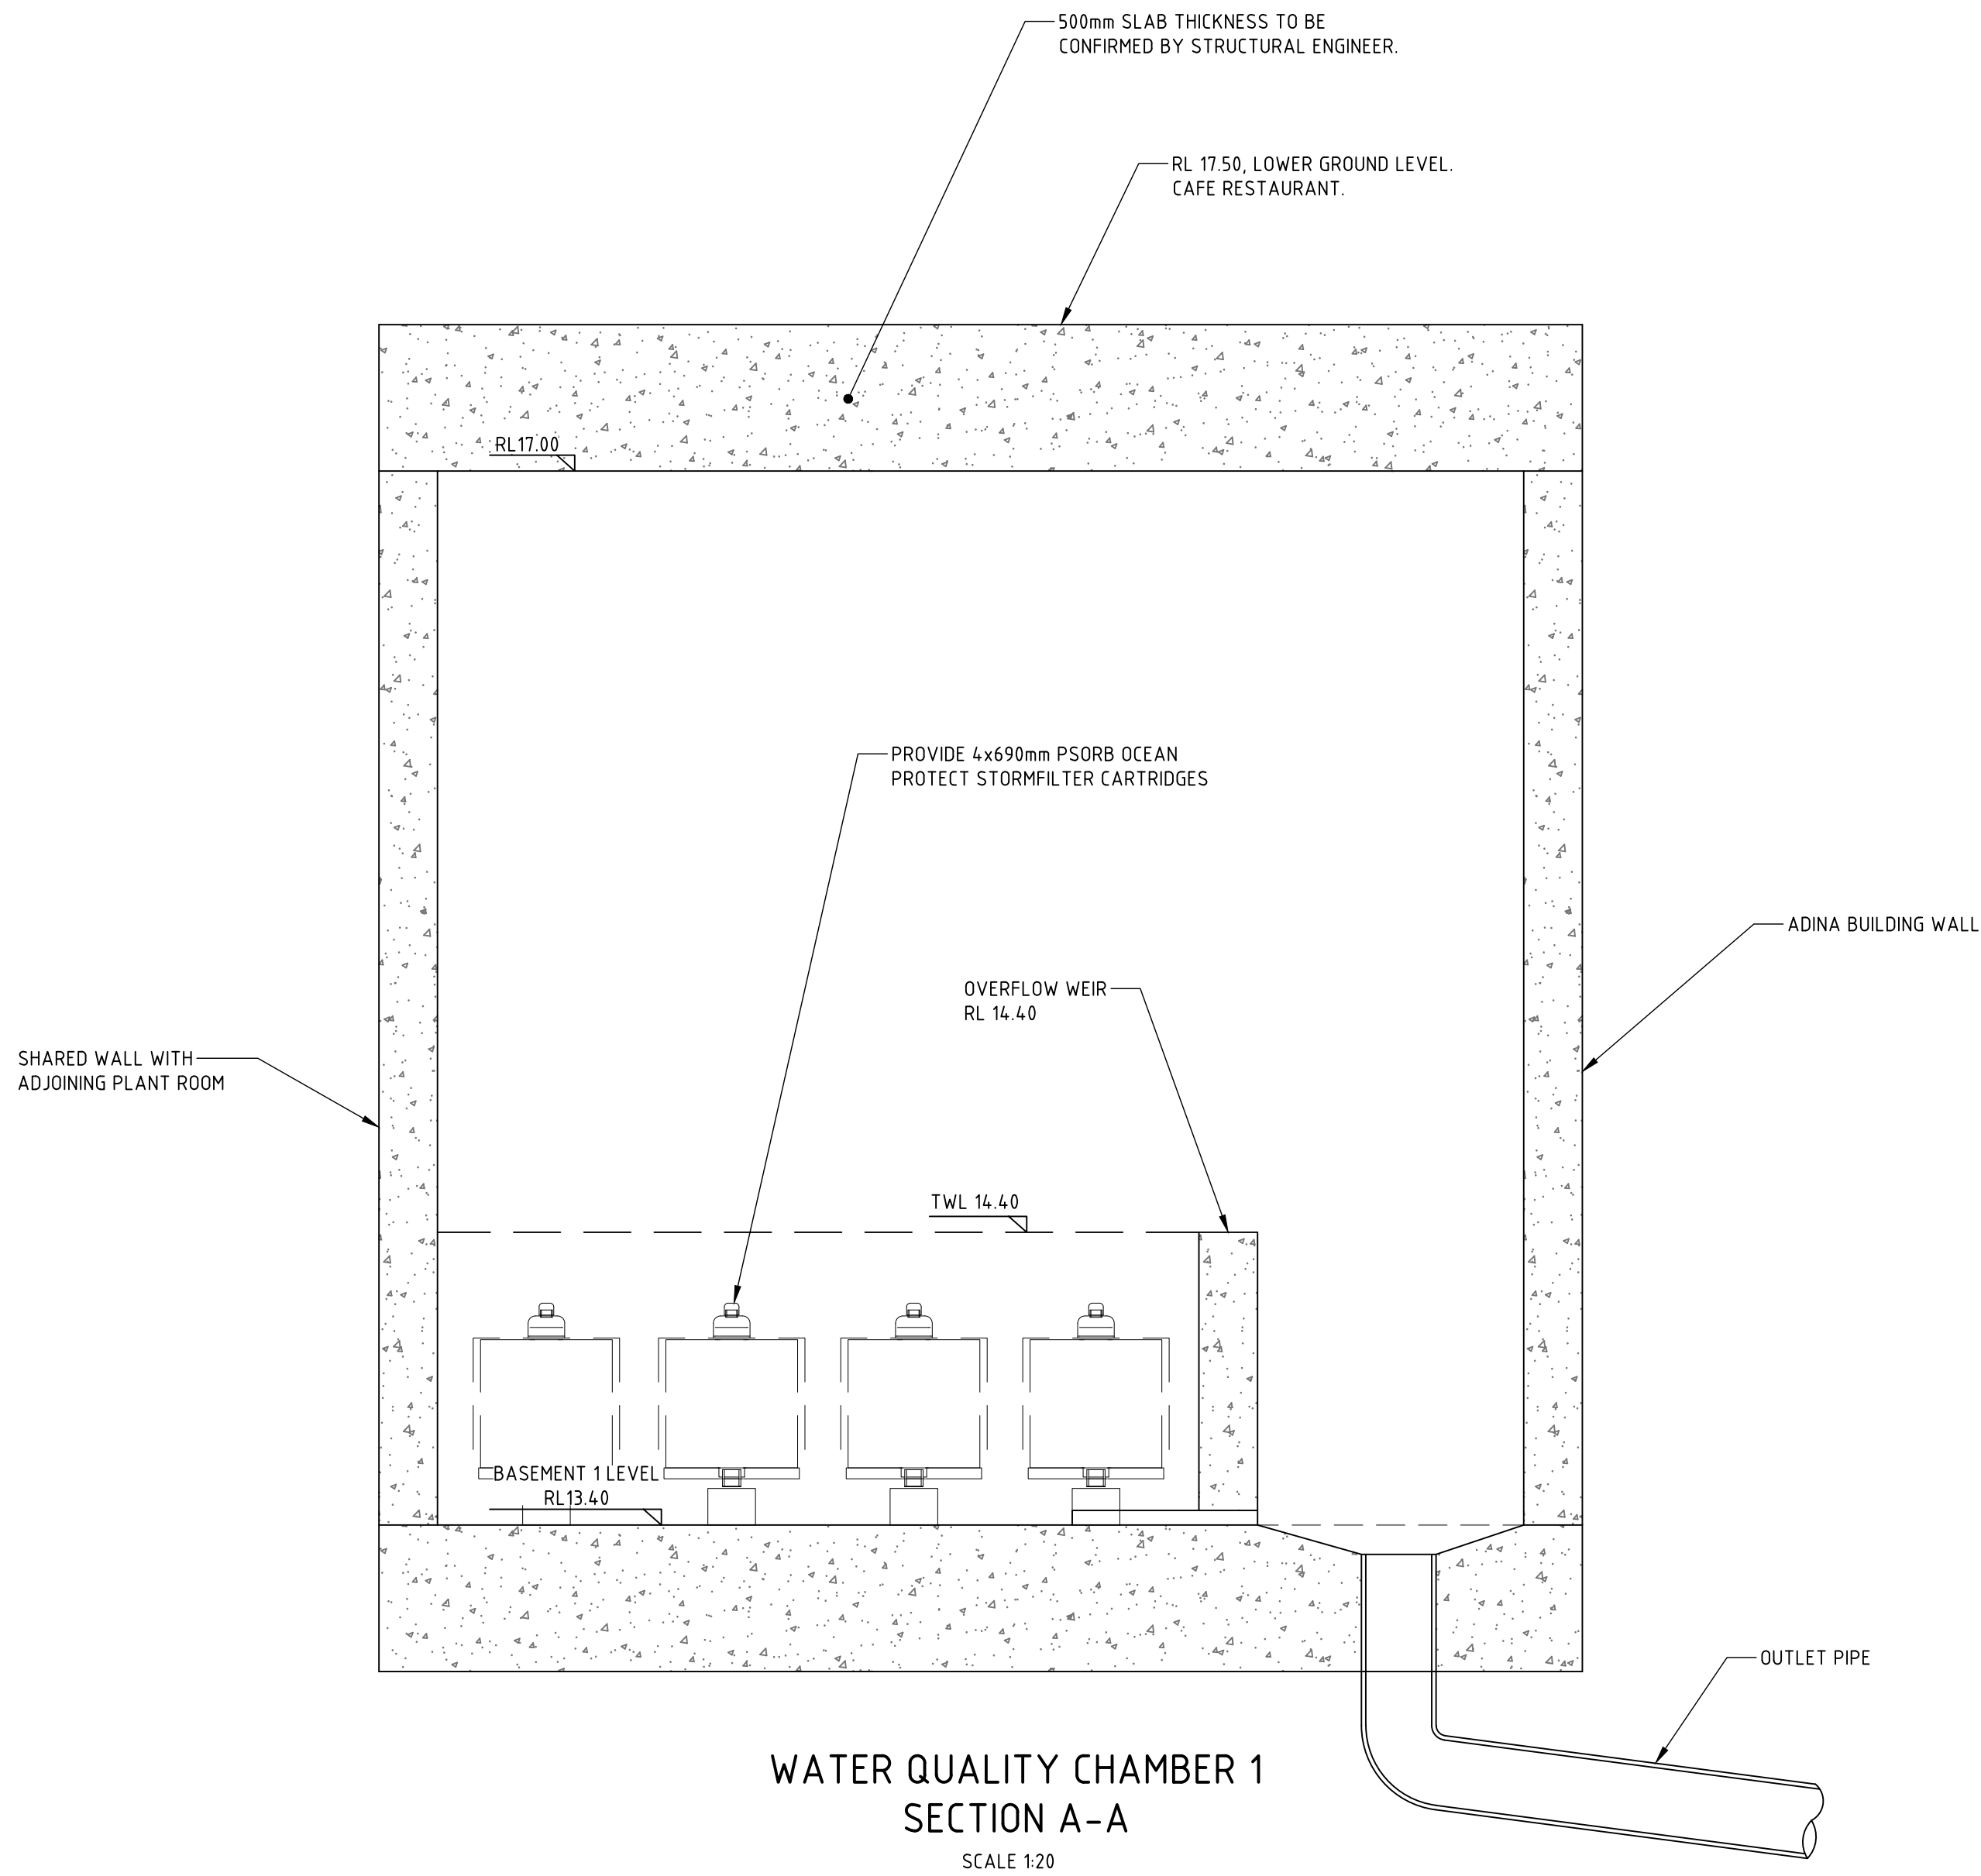 500mm SLAB THICKNESS TO BE
CONFIRMED BY STRUCTURAL ENGINEER.
RL 17.50, LOWER GROUND LEVEL.
CAFE RESTAURANT.
RL17.00
PROVIDE 4x690mm PSORB OCEAN
PROTECT STORMFILTER CARTRIDGES
ADINA BUILDING WALL
OVERFLOW WEIR
RL 14.40
SHARED WALL WITH
ADJOINING PLANT ROOM
TWL 14.40
BASEMENT 1 LEVEL
RL13.40
OUTLET PIPE
WATER QUALITY CHAMBER 1
SECTION A-A
SCALE 1:20